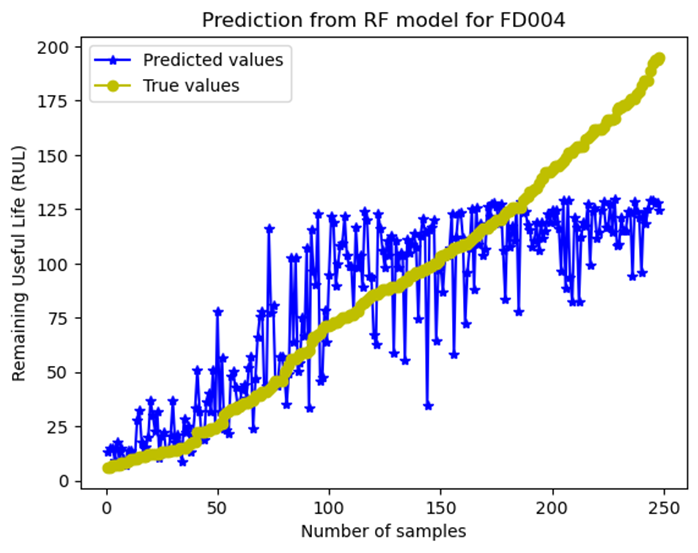 Prediction from RF model for FD004
Predicted values
True values
Remaining Useful Life (RUL)
200
175
150
125
100
75
50
25
0
0 50 100 150 200 250
Number of samples